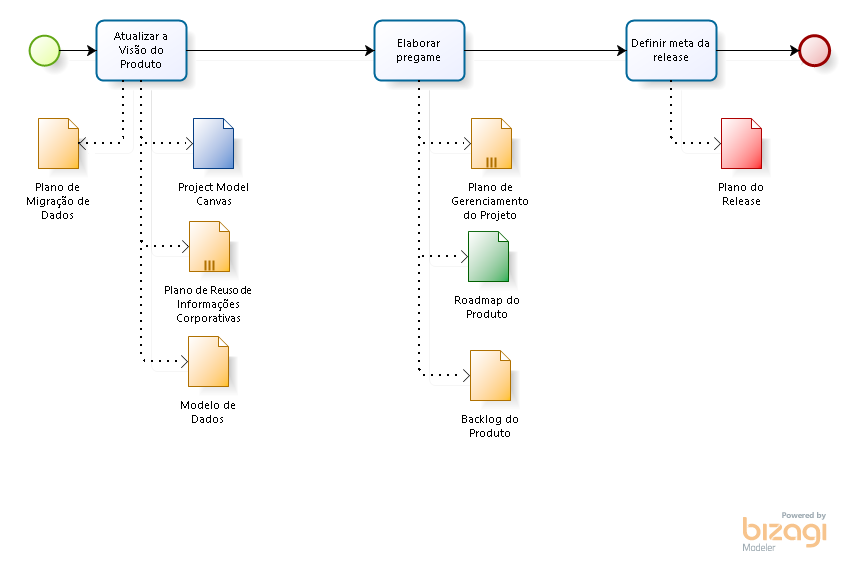 Atualizar a
Visão do
Produto
Elaborar
pregame
Definir meta da
release
Plano de
Migração de
Dados
Project Model
Canvas
Plano de Reuso de
Informações
Corporativas
Modelo de
Dados
Plano de
Gerenciamento
do Projeto
Roadmap do
Produto
Backlog do
Produto
Plano do
Release
Powered by
bizagi
Modeler